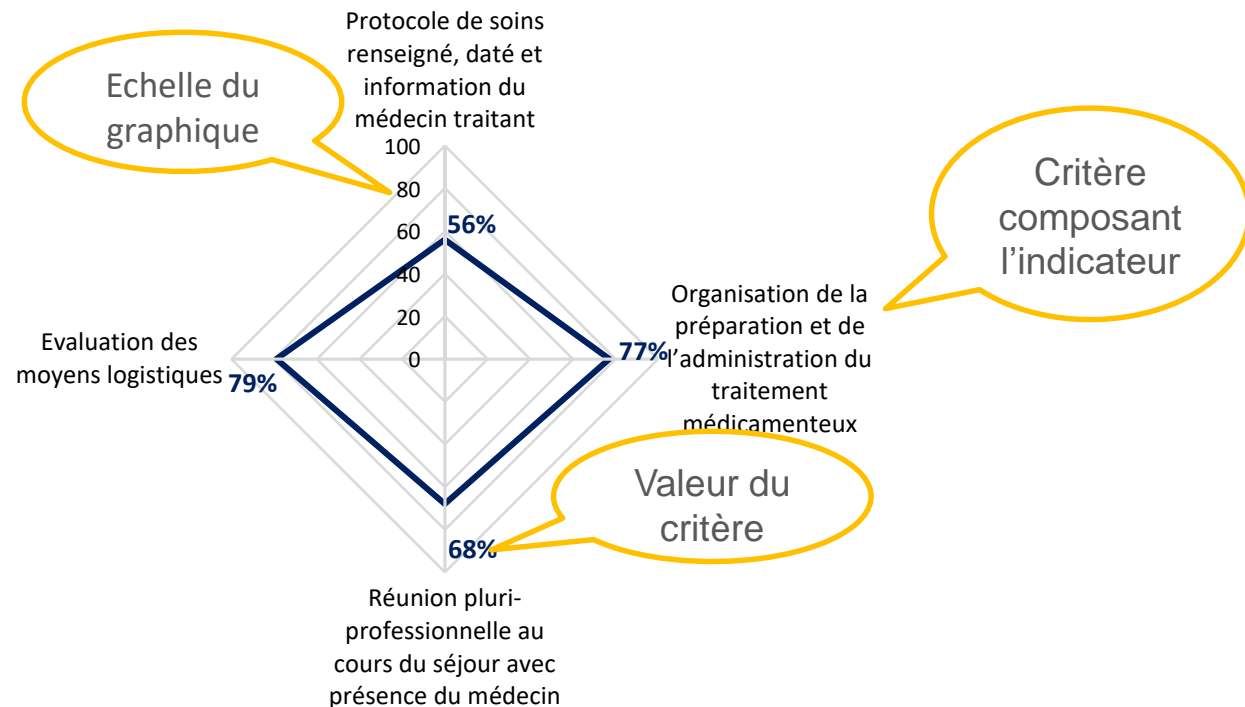 Protocole de soins
renseigné, daté et
information du
médecin traitant
Echelle du
graphique
100
80
60
40
20
0
56%
Critère
composant
l'indicateur
Organisation de la
préparation et de
l'administration du
traitement
médicamenteux
77%
Evaluation des
moyens logistiques
79%
Valeur du
critère
68%
Réunion pluri-
professionnelle au
cours du séjour avec
présence du médecin